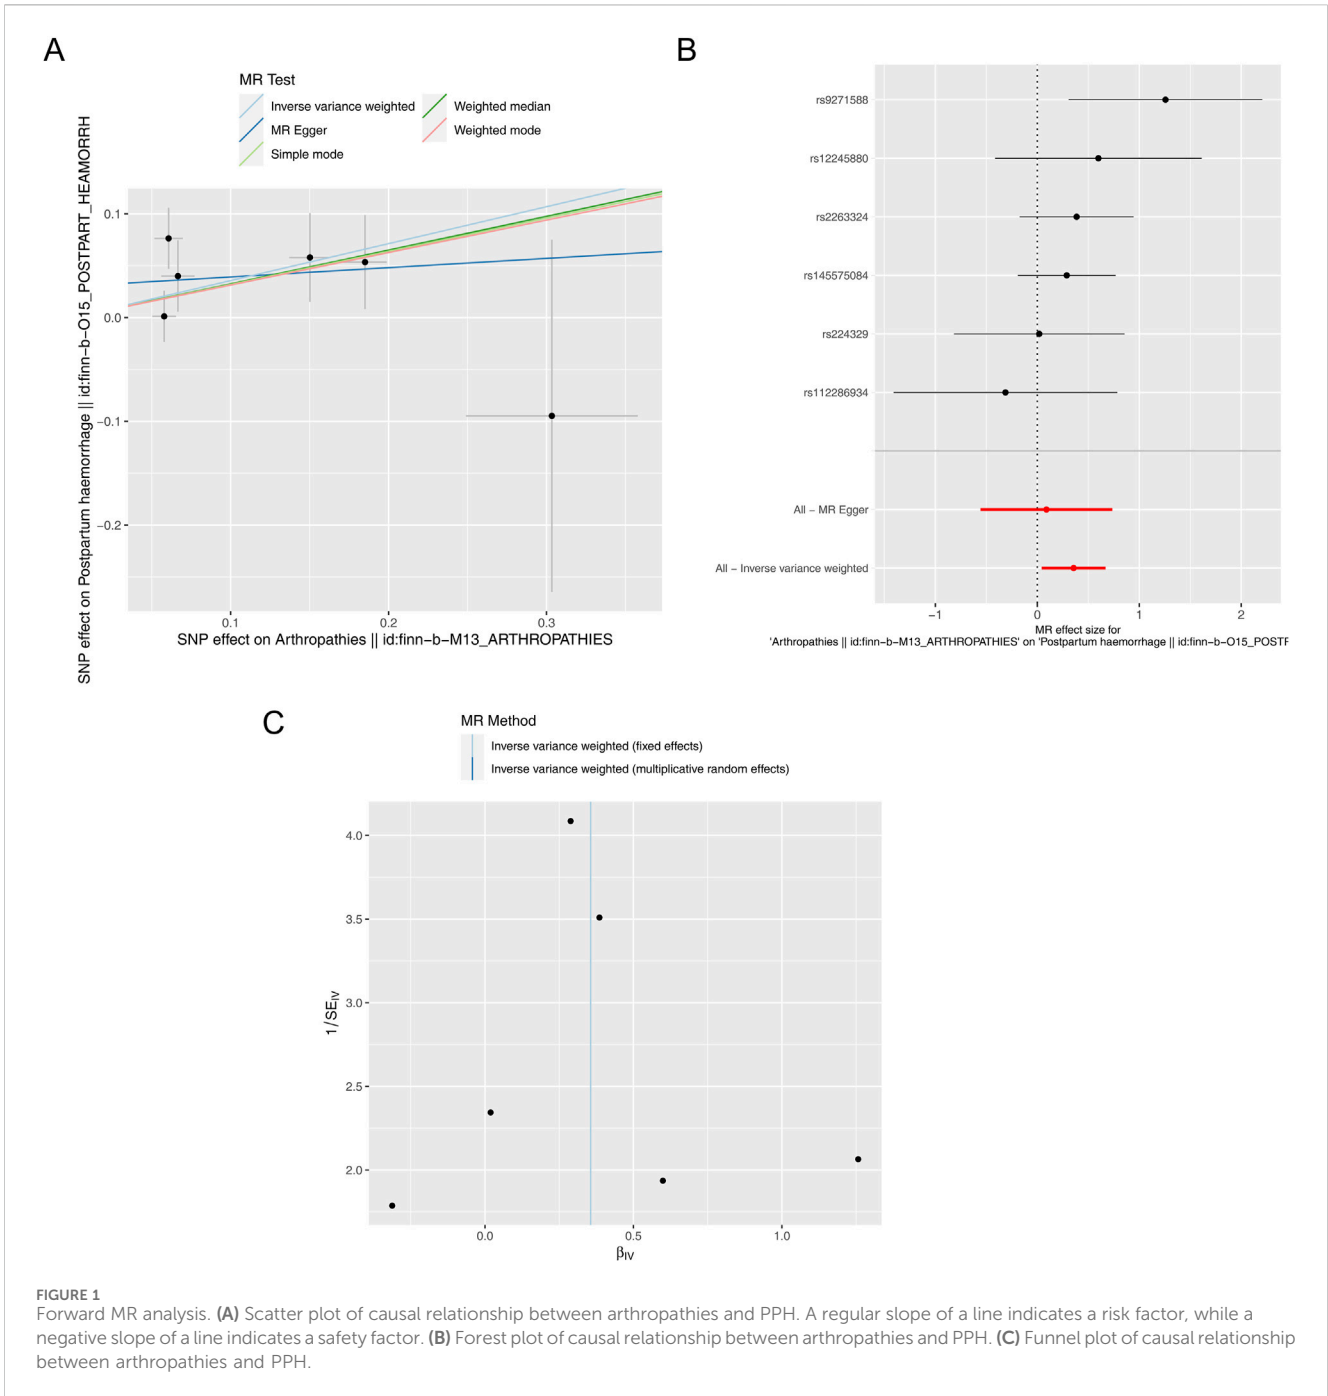 A
MR Test
Inverse variance weighted
MR Egger
Simple mode
Weighted median
Weighted mode
SNP effect on Postpartum haemorrhage || id:finn−b−O15_POSTPART_HEAMORRH
0.1
0.0
−0.1
−0.2
0.1
0.2
0.3
SNP effect on Arthropathies || id:finn−b−M13_ARTHROPATHIES
B
rs9271588
rs12245880
rs2263324
rs145575084
rs224329
rs112286934
All − MR Egger
All − Inverse variance weighted
−1
0
1
2
MR effect size for
'Arthropathies || id:finn−b−M13_ARTHROPATHIES' on 'Postpartum haemorrhage || id:finn−b−O15_POSTF
C
MR Method
Inverse variance weighted (fixed effects)
Inverse variance weighted (multiplicative random effects)
1/SEIV
4.0
3.5
3.0
2.5
2.0
0.0
0.5
1.0
βIV
FIGURE 1
Forward MR analysis. (A) Scatter plot of causal relationship between arthropathies and PPH. A regular slope of a line indicates a risk factor, while a
negative slope of a line indicates a safety factor. (B) Forest plot of causal relationship between arthropathies and PPH. (C) Funnel plot of causal relationship
between arthropathies and PPH.